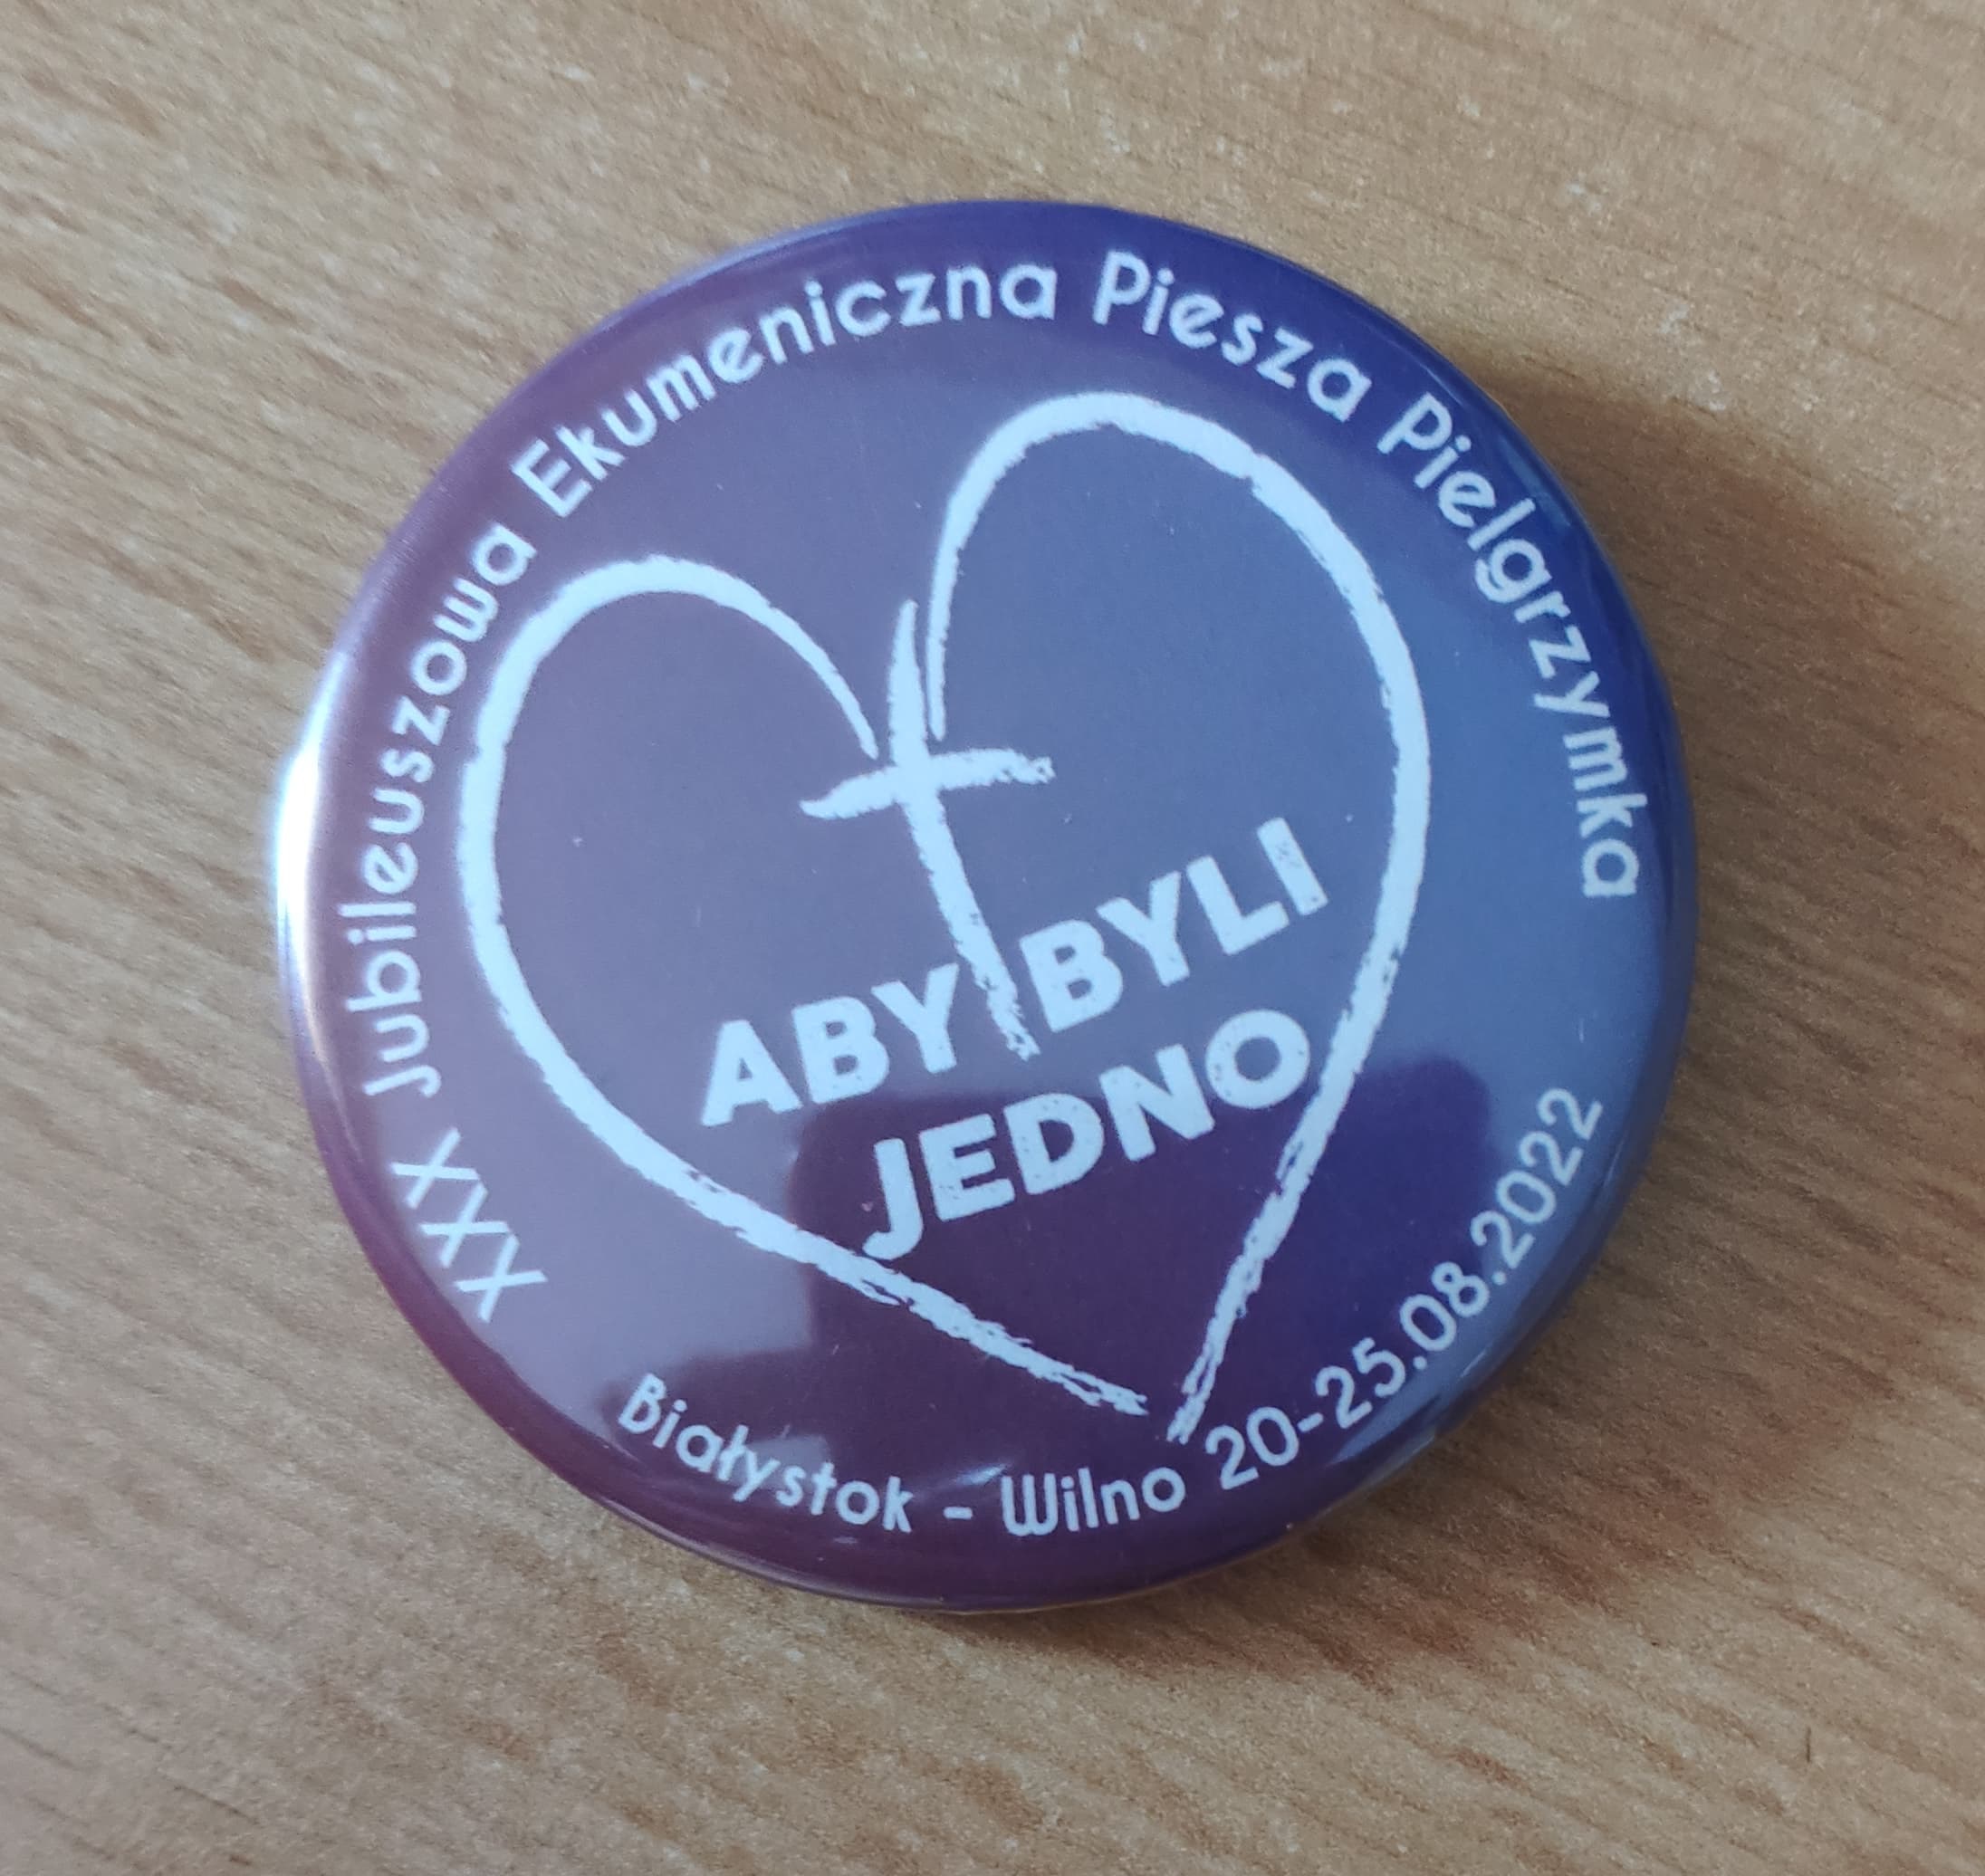 XXX Jubileuszowa Ekumeniczna Piesza Pielgrzymka
ABY BYLI
JEDNO
Białystok - Wilno 20-25.08.2022